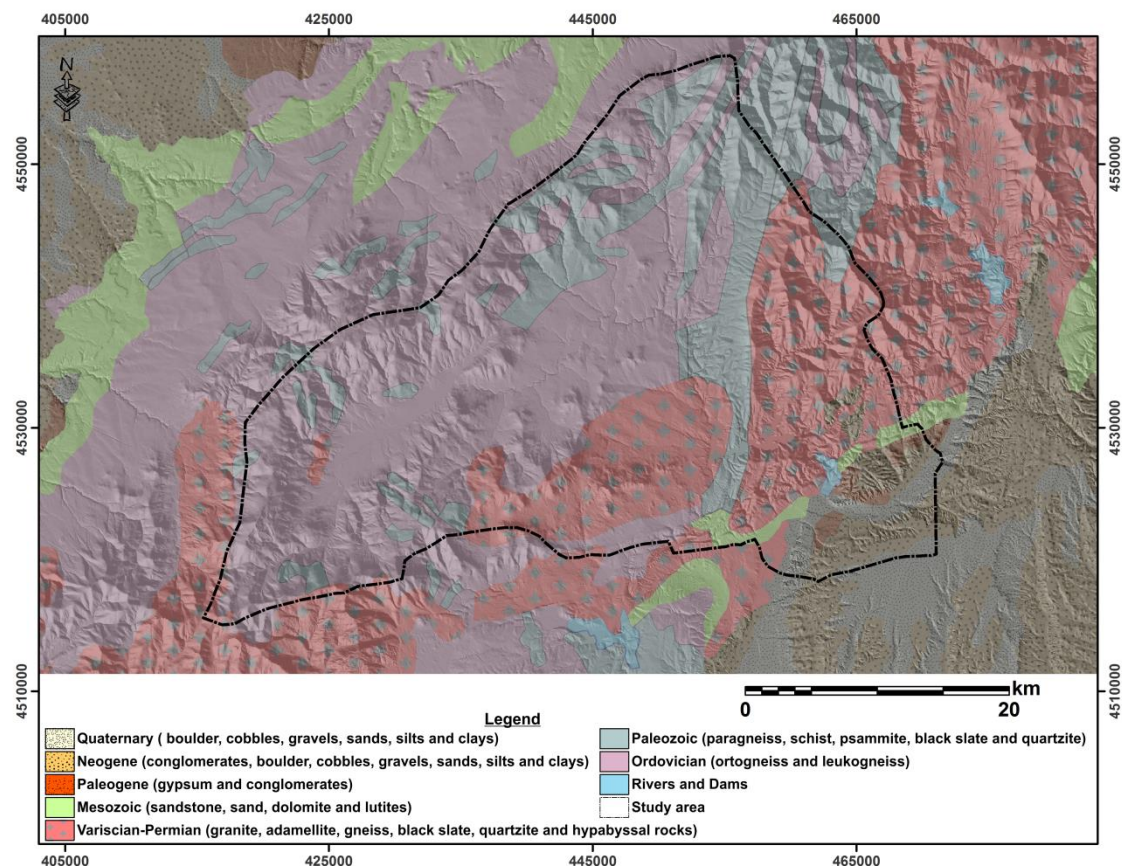 405000 425000 445000 465000
N
4550000 4550000
4530000 4530000
4510000 4510000
km
0 20
Legend
Quaternary ( boulder, cobbles, gravels, sands, silts and clays)
Neogene (conglomerates, boulder, cobbles, gravels, sands, silts and clays)
Paleogene (gypsum and conglomerates)
Mesozoic (sandstone, sand, dolomite and lutites)
Variscian-Permian (granite, adamellite, gneiss, black slate, quartzite and hypabyssal rocks)
Paleozoic (paragneiss, schist, psammite, black slate and quartzite)
Ordovician (ortogneiss and leukogneiss)
Rivers and Dams
Study area
405000 425000 445000 465000